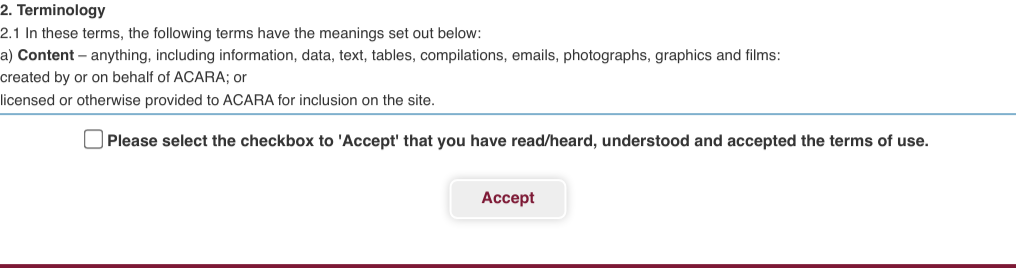 2. Terminology
2.1 In these terms, the following terms have the meanings set out below:
a) Content – anything, including information, data, text, tables, compilations, emails, photographs, graphics and films:
created by or on behalf of ACARA; or
licensed or otherwise provided to ACARA for inclusion on the site.
Please select the checkbox to 'Accept' that you have read/heard, understood and accepted the terms of use.
Accept